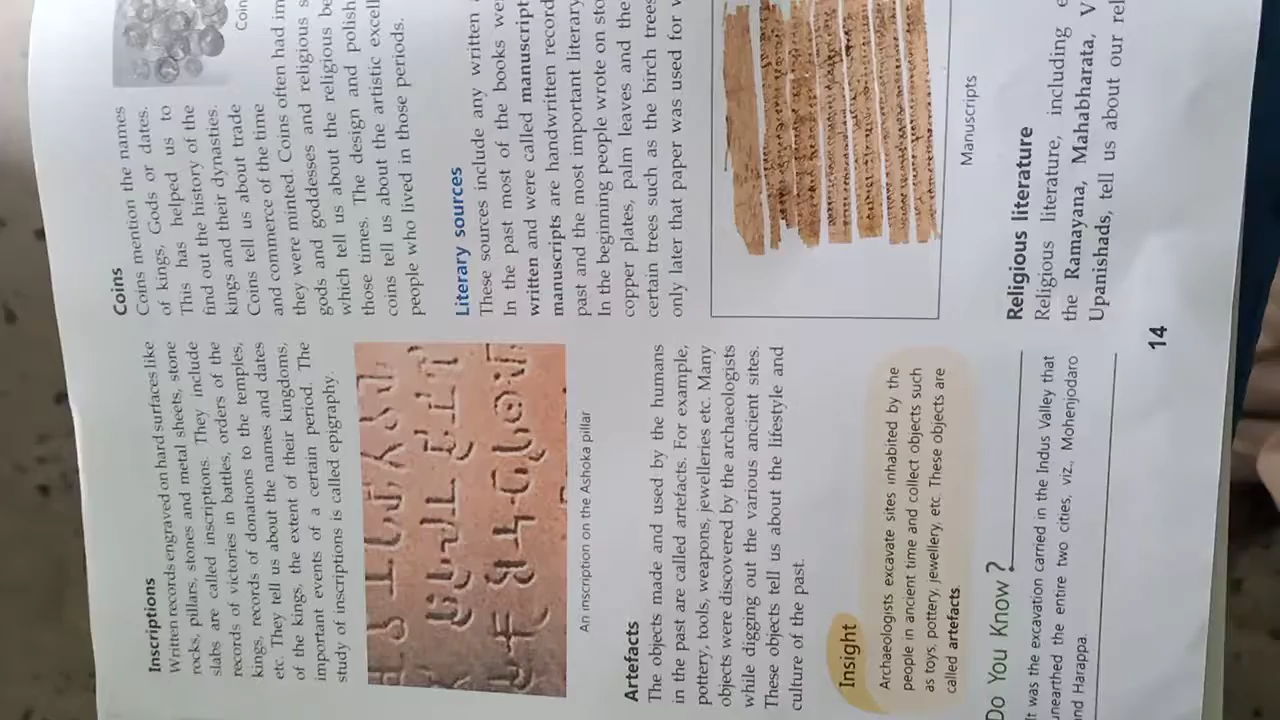 Inscriptions
Written records engraved on hard surfaces like
rocks, pillars, stones and metal sheets, stone
slabs are called inscriptions. They include
records of victories in battles, orders of the
kings, records of donations to the temples,
etc. They tell us about the names and dates
of the kings, the extent of their kingdoms,
important events of a certain period. The
study of inscriptions is called epigraphy.
An inscription on the Ashoka pillar
Artefacts
The objects made and used by the humans
in the past are called artefacts. For example,
pottery, tools, weapons, jewelleries etc. Many
objects were discovered by the archaeologists
while digging out the various ancient sites.
These objects tell us about the lifestyle and
culture of the past.
Insight
Archaeologists excavate sites inhabited by the
people in ancient time and collect objects such
as toys, pottery, jewellery, etc. These objects are
called artefacts.
Do You Know?
It was the excavation carried in the Indus Valley that
unearthed the entire two cities, viz., Mohenjodaro
and Harappa.
Coins
Coins mention the names
of kings, Gods or dates.
This has helped us to
find out the history of the
kings and their dynasties.
Coins tell us about trade
and commerce of the time
they were minted. Coins often had
gods and goddesses and religious
which tell us about the religious
those times. The design and
coins tell us about the artistic
people who lived in those periods.
Literary sources
These sources include any written
In the past most of the books
written and were called
manuscripts are handwritten
past and the most important literary
In the beginning people wrote on
copper plates, palm leaves and the
certain trees such as the birch
only later that paper was used for
Manuscripts
Religious literature
Religious literature, including
the Ramayana, Mahabharata,
Upanishads, tell us about our
14